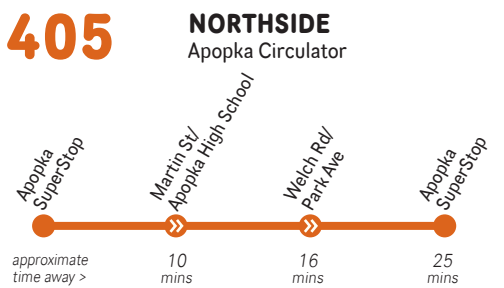 405
NORTHSIDE
Apopka Circulator
Apopka
SuperStop
Martin St/
Apopka High School
Welch Rd/
Park Ave
Apopka
SuperStop
approximate
time away >
10
mins
16
mins
25
mins